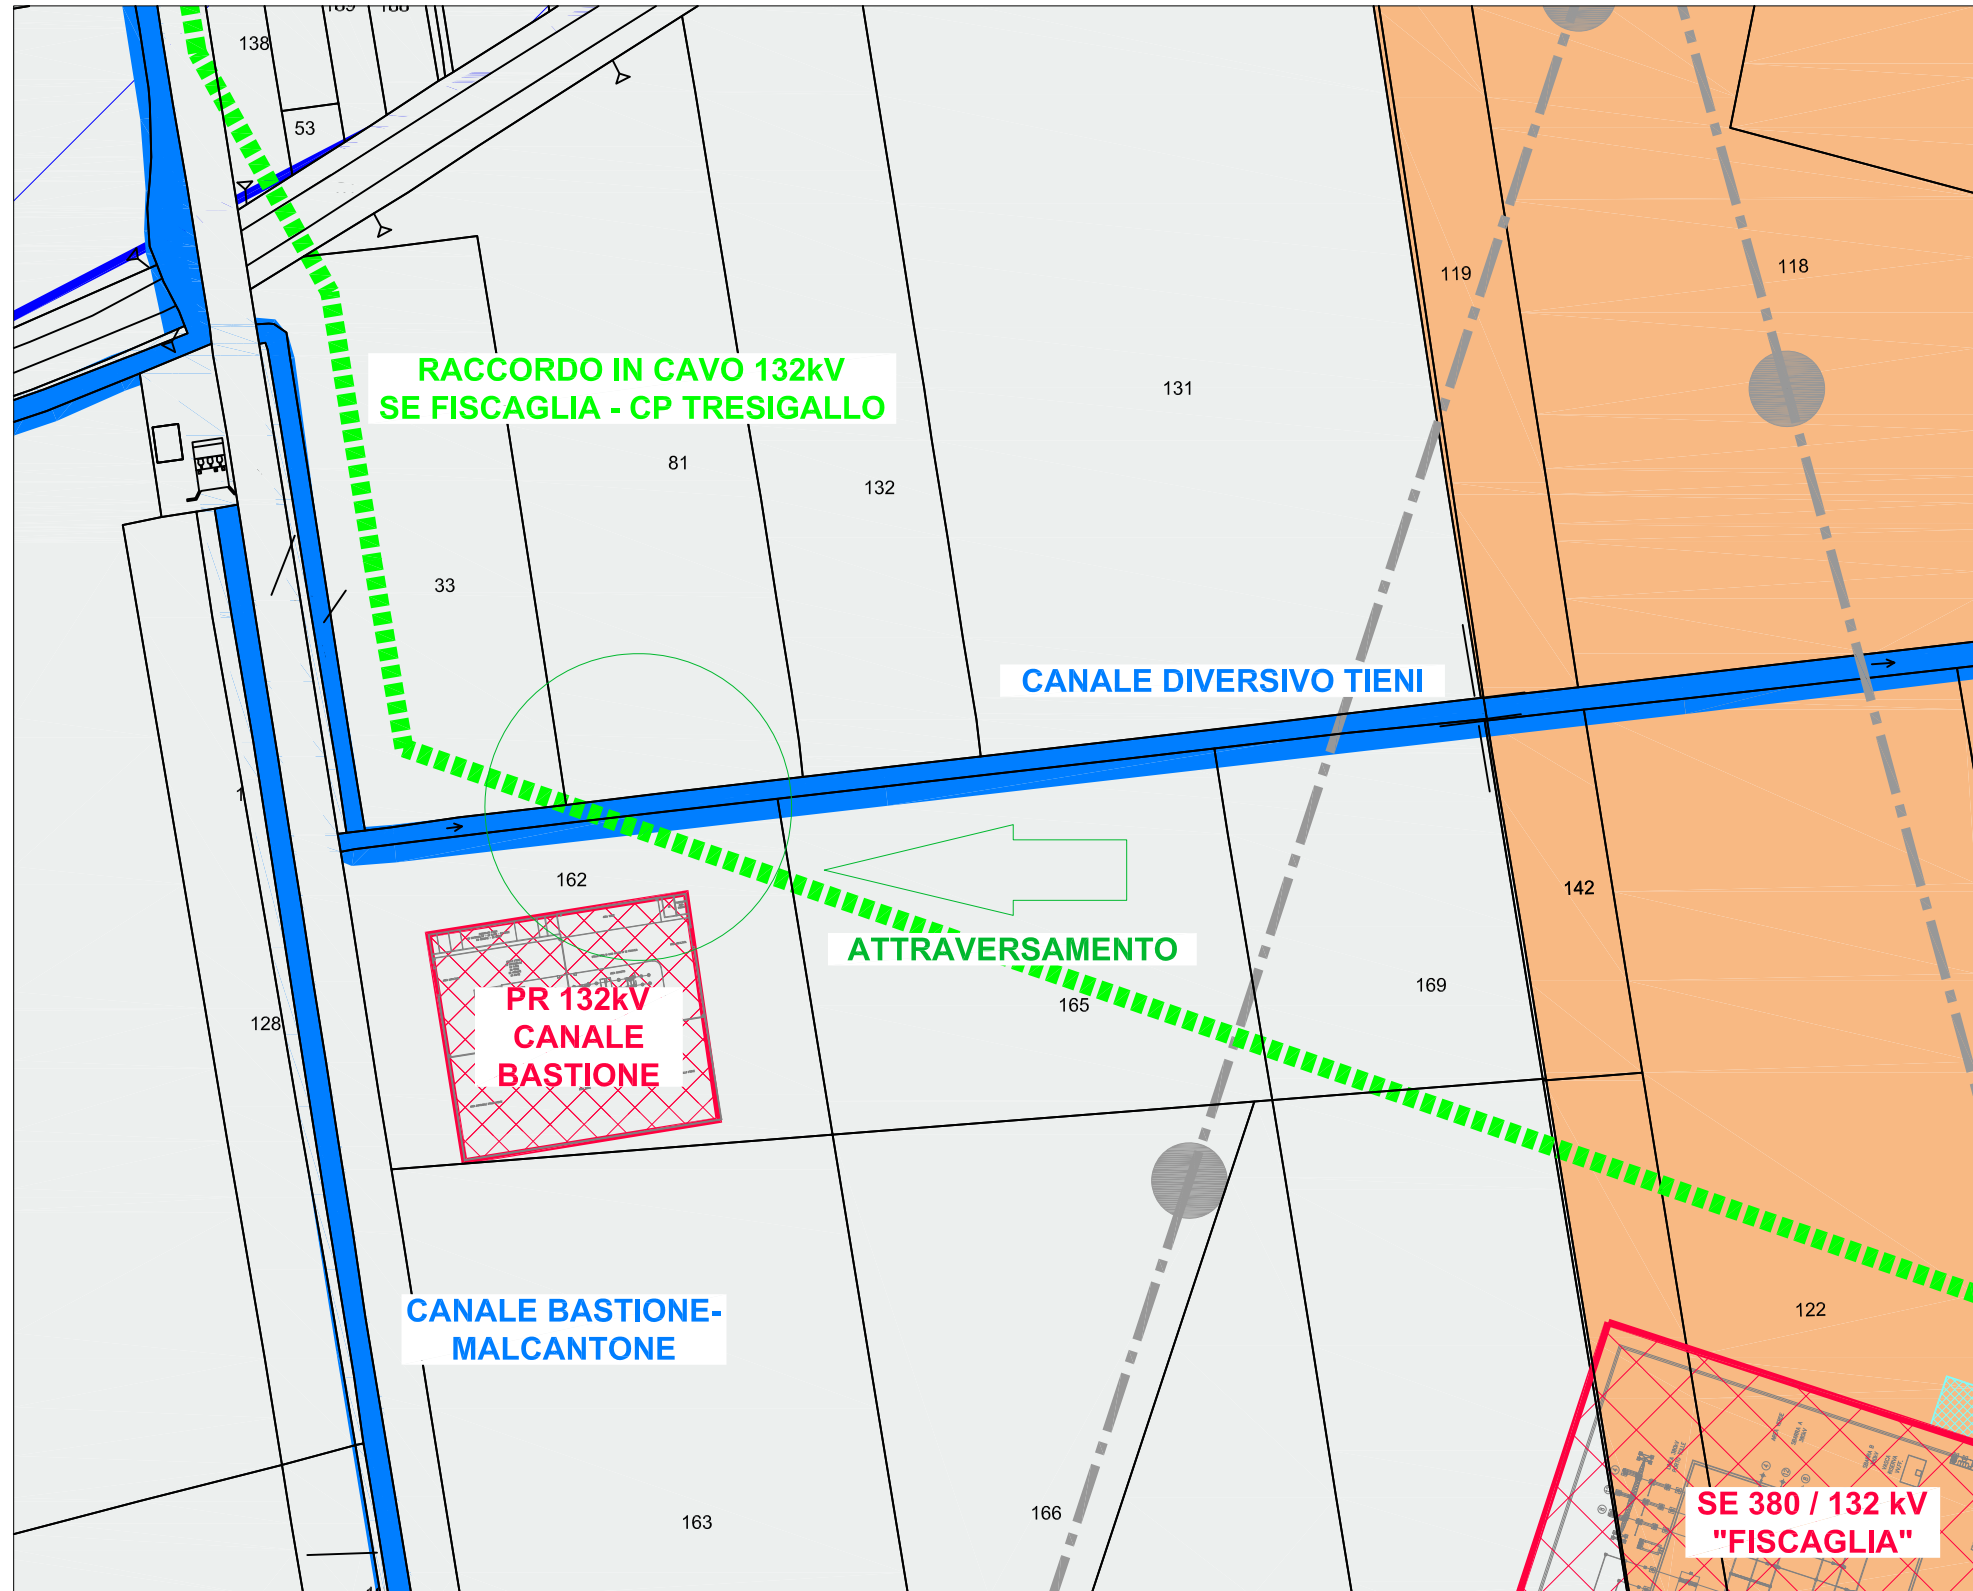 138
53
119
118
RACCORDO IN CAVO 132kV
SE FISCAGLIA - CP TRESIGALLO
131
81
132
33
CANALE DIVERSIVO TIENI
162
142
ATTRAVERSAMENTO
169
165
PR 132kV
CANALE
BASTIONE
128
CANALE BASTIONE-
MALCANTONE
122
163
166
SE 380 / 132 kV
"FISCAGLIA"